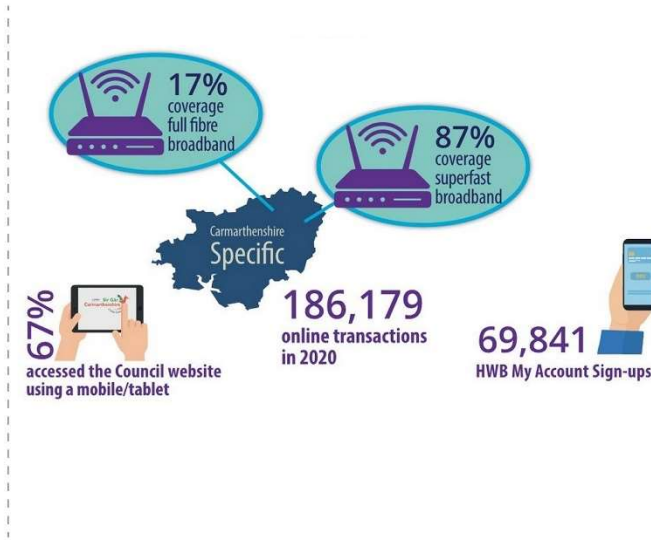 17%
coverage
full fibre
broadband
87%
coverage
superfast
broadband
Carmarthenshire
Specific
67%
accessed the Council website
using a mobile/tablet
186,179
online transactions
in 2020
69,841
HWB My Account Sign-ups